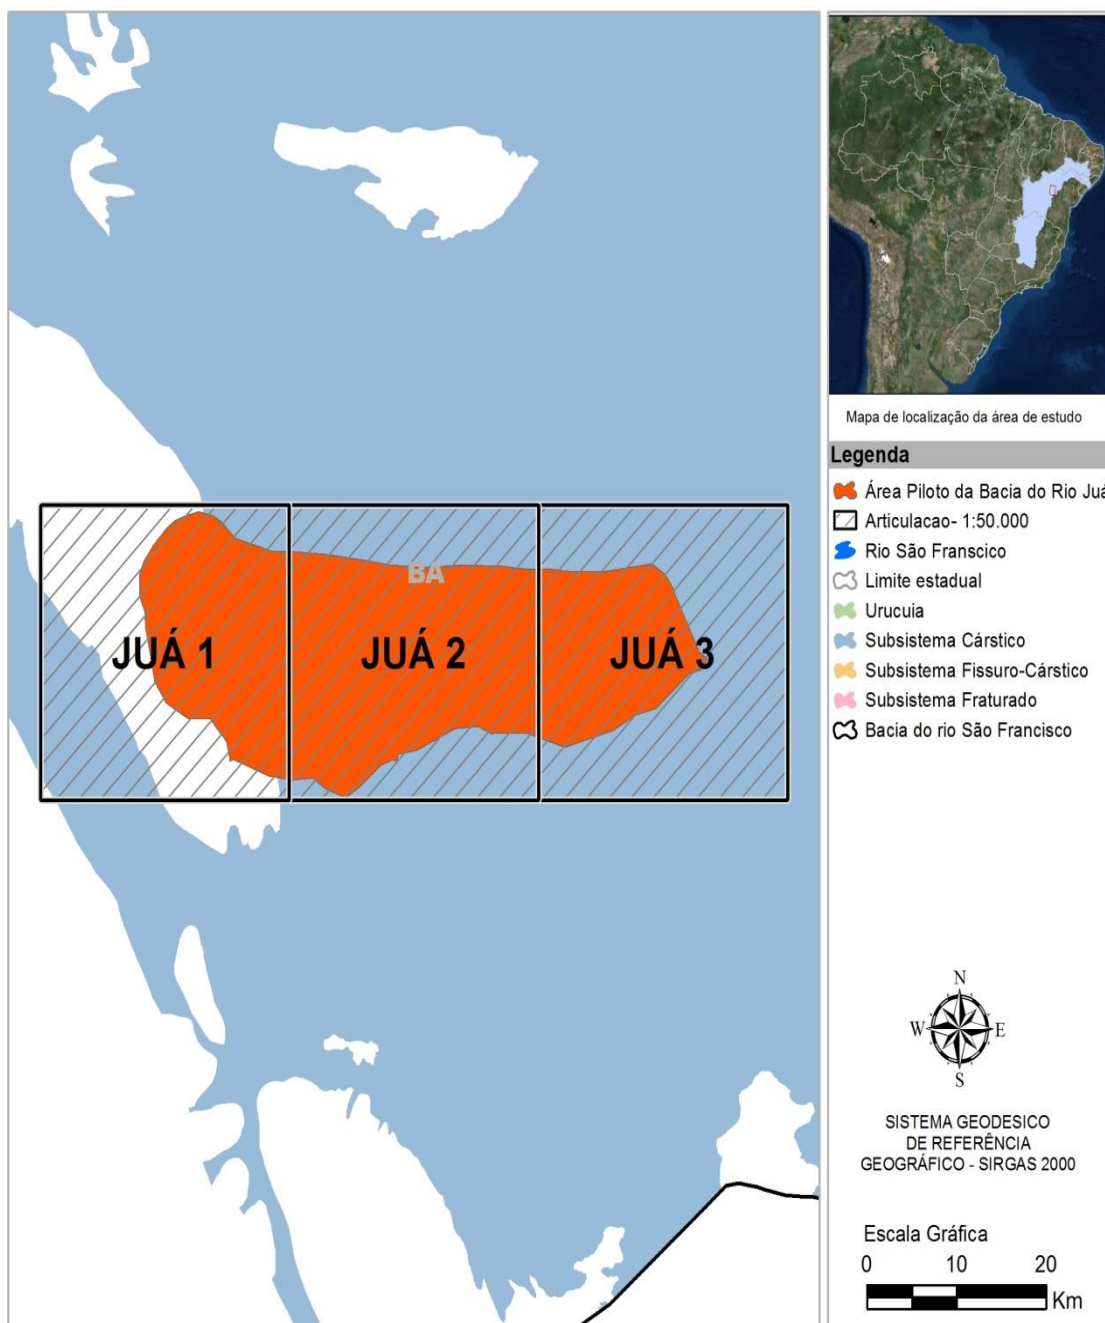 BA
JUÁ 1
JUÁ 2
JUÁ 3
Mapa de localização da área de estudo
Legenda
Área Piloto da Bacia do Rio Juá
Articulacao- 1:50.000
Rio São Franscico
Limite estadual
Urucuia
Subsistema Cárstico
Subsistema Fissuro-Cárstico
Subsistema Fraturado
Bacia do rio São Francisco
N
W E
S
SISTEMA GEODESICO
DE REFERÊNCIA
GEOGRÁFICO - SIRGAS 2000
Escala Gráfica
0 10 20
Km